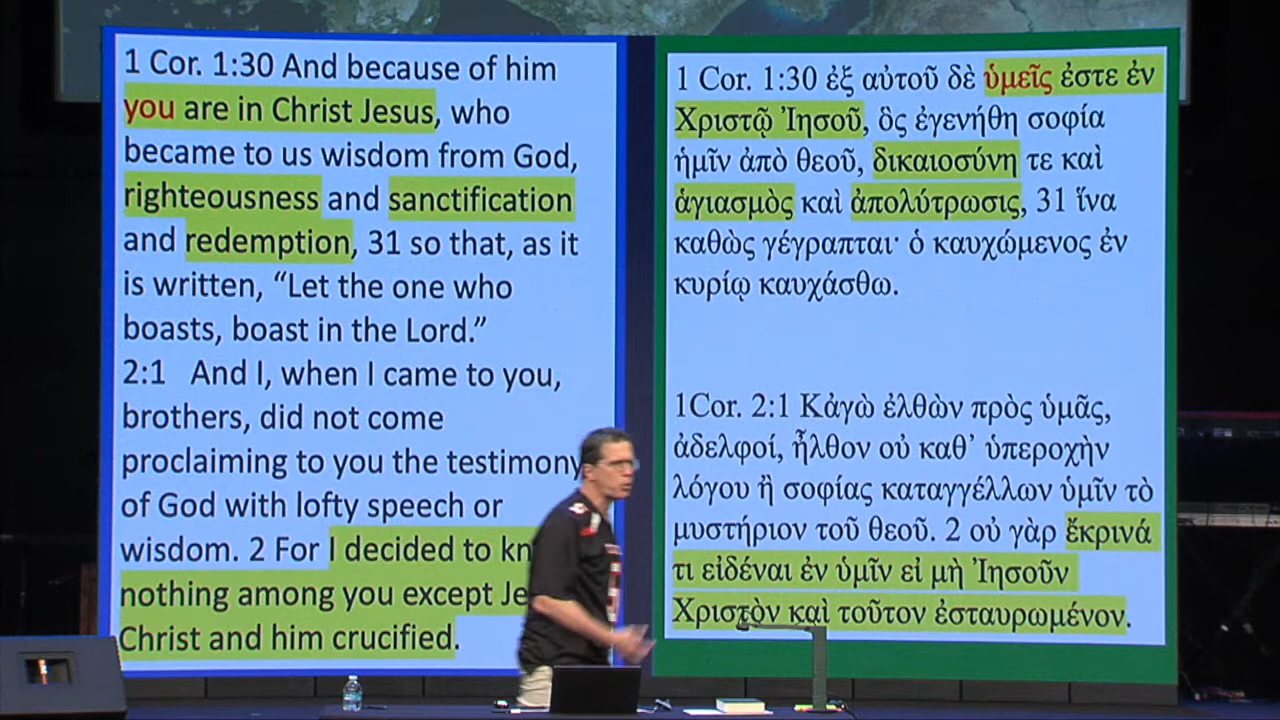 1 Cor. 1:30 And because of him
you are in Christ Jesus, who
became to us wisdom from God,
righteousness and sanctification
and redemption, 31 so that, as it
is written, “Let the one who
boasts, boast in the Lord.”
2:1 And I, when I came to you,
brothers, did not come
proclaiming to you the testimony
of God with lofty speech or
wisdom. 2 For I decided to
nothing among you except
Christ and him crucified.
1 Cor. 1:30 ἐξ αὐτοῦ δὲ ὑμεῖς ἐστε ἐν
Χριστῷ Ἰησοῦ, ὃς ἐγενήθη σοφία
ἡμῖν ἀπὸ θεοῦ, δικαιοσύνη τε καὶ
ἁγιασμὸς καὶ ἀπολύτρωσις, 31 ἵνα
καθὼς γέγραπται· ὁ καυχώμενος ἐν
κυρίῳ καυχάσθω.
1Cor. 2:1 Κἀγὼ ἐλθὼν πρὸς ὑμᾶς,
ἀδελφοί, ἦλθον οὐ καθ᾽ ὑπεροχὴν
λόγου ἢ σοφίας καταγγέλλων ὑμῖν τὸ
μυστήριον τοῦ θεοῦ. 2 οὐ γὰρ ἔκρινά
τι εἰδέναι ἐν ὑμῖν εἰ μὴ Ἰησοῦν
Χριστὸν καὶ τοῦτον ἐσταυρωμένον.